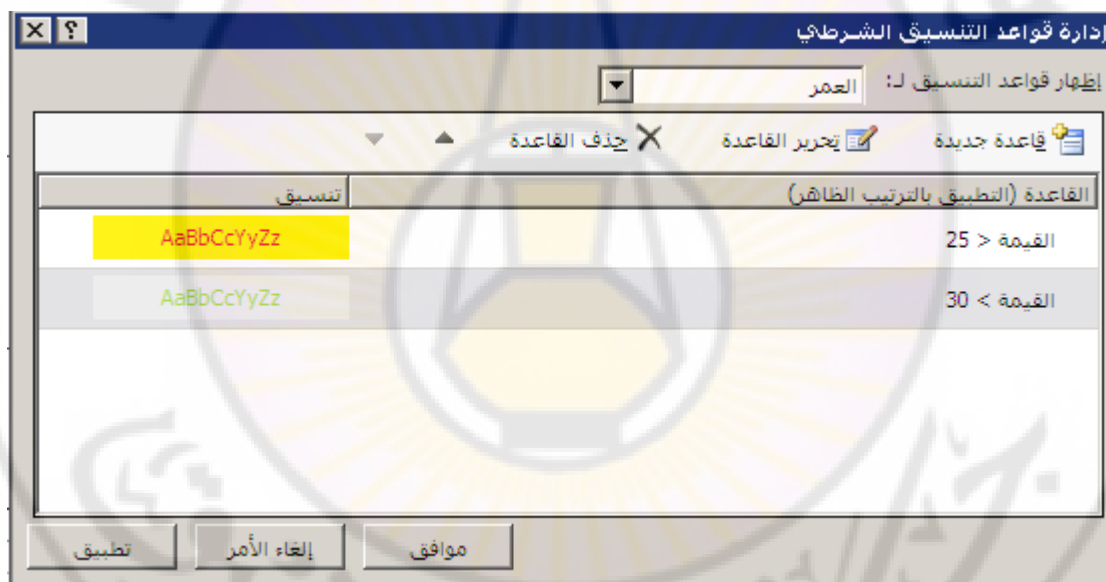 إدارة قواعد التنسيق الشرطي
إظهار قواعد التنسيق لـ: العمر
قاعدة جديدة تحرير القاعدة حذف القاعدة
القاعدة (التطبيق بالترتيب الظاهر) تنسيق
القيمة < 25 AaBbCcYyZz
القيمة > 30 AaBbCcYyZz
موافق إلغاء الأمر تطبيق